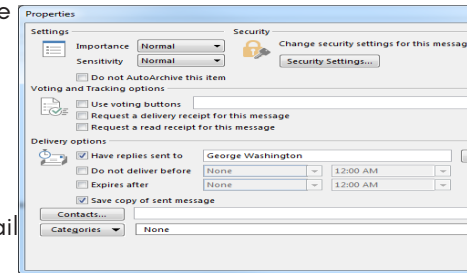 e
Properties
Settings Security
Importance Normal Change security settings for this messag
Sensitivity Normal Security Settings...
Do not AutoArchive this item
Voting and Tracking options
Use voting buttons
Request a delivery receipt for this message
Request a read receipt for this message
Delivery options
Have replies sent to George Washington
Do not deliver before None 12:00 AM
Expires after None 12:00 AM
Save copy of sent message
Contacts...
ail
Categories None